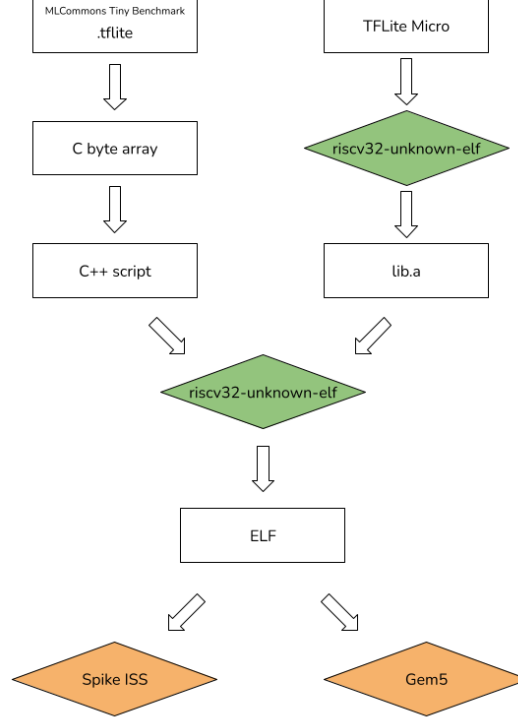 MLCommons Tiny Benchmark
.tflite
TFLite Micro
C byte array
riscv32-unknown-elf
C++ script
lib.a
riscv32-unknown-elf
ELF
Spike ISS
Gem5